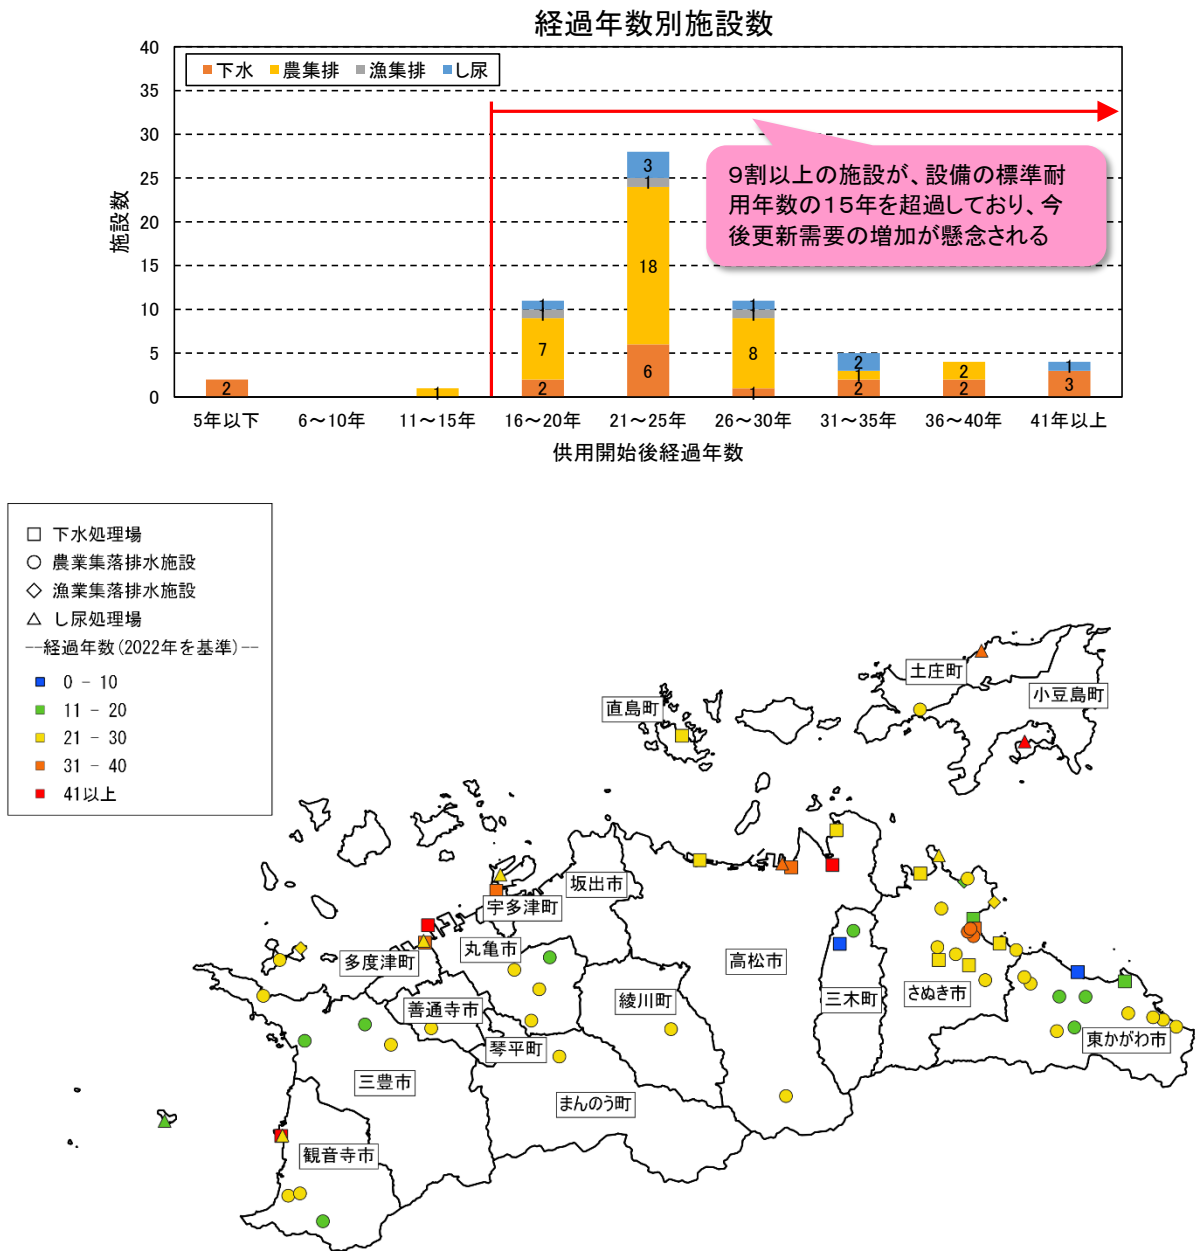 経過年数別施設数
40
35
30
25
20
15
10
5
0
施設数
下水 農集排 漁集排 し尿
9割以上の施設が、設備の標準耐
用年数の15年を超過しており、今
後更新需要の増加が懸念される
2
1
1
1
7
2
3
1
18
6
1
1
8
1
2
1
2
2
2
1
3
5年以下 6～10年 11～15年 16～20年 21～25年 26～30年 31～35年 36～40年 41年以上
供用開始後経過年数
下水処理場
農業集落排水施設
漁業集落排水施設
し尿処理場
--経過年数(2022年を基準)--
0 - 10
11 - 20
21 - 30
31 - 40
41以上
土庄町
小豆島町
直島町
坂出市
宇多津町
丸亀市
多度津町
高松市
善通寺市
綾川町
三木町
さぬき市
琴平町
東かがわ市
三豊市
まんのう町
観音寺市